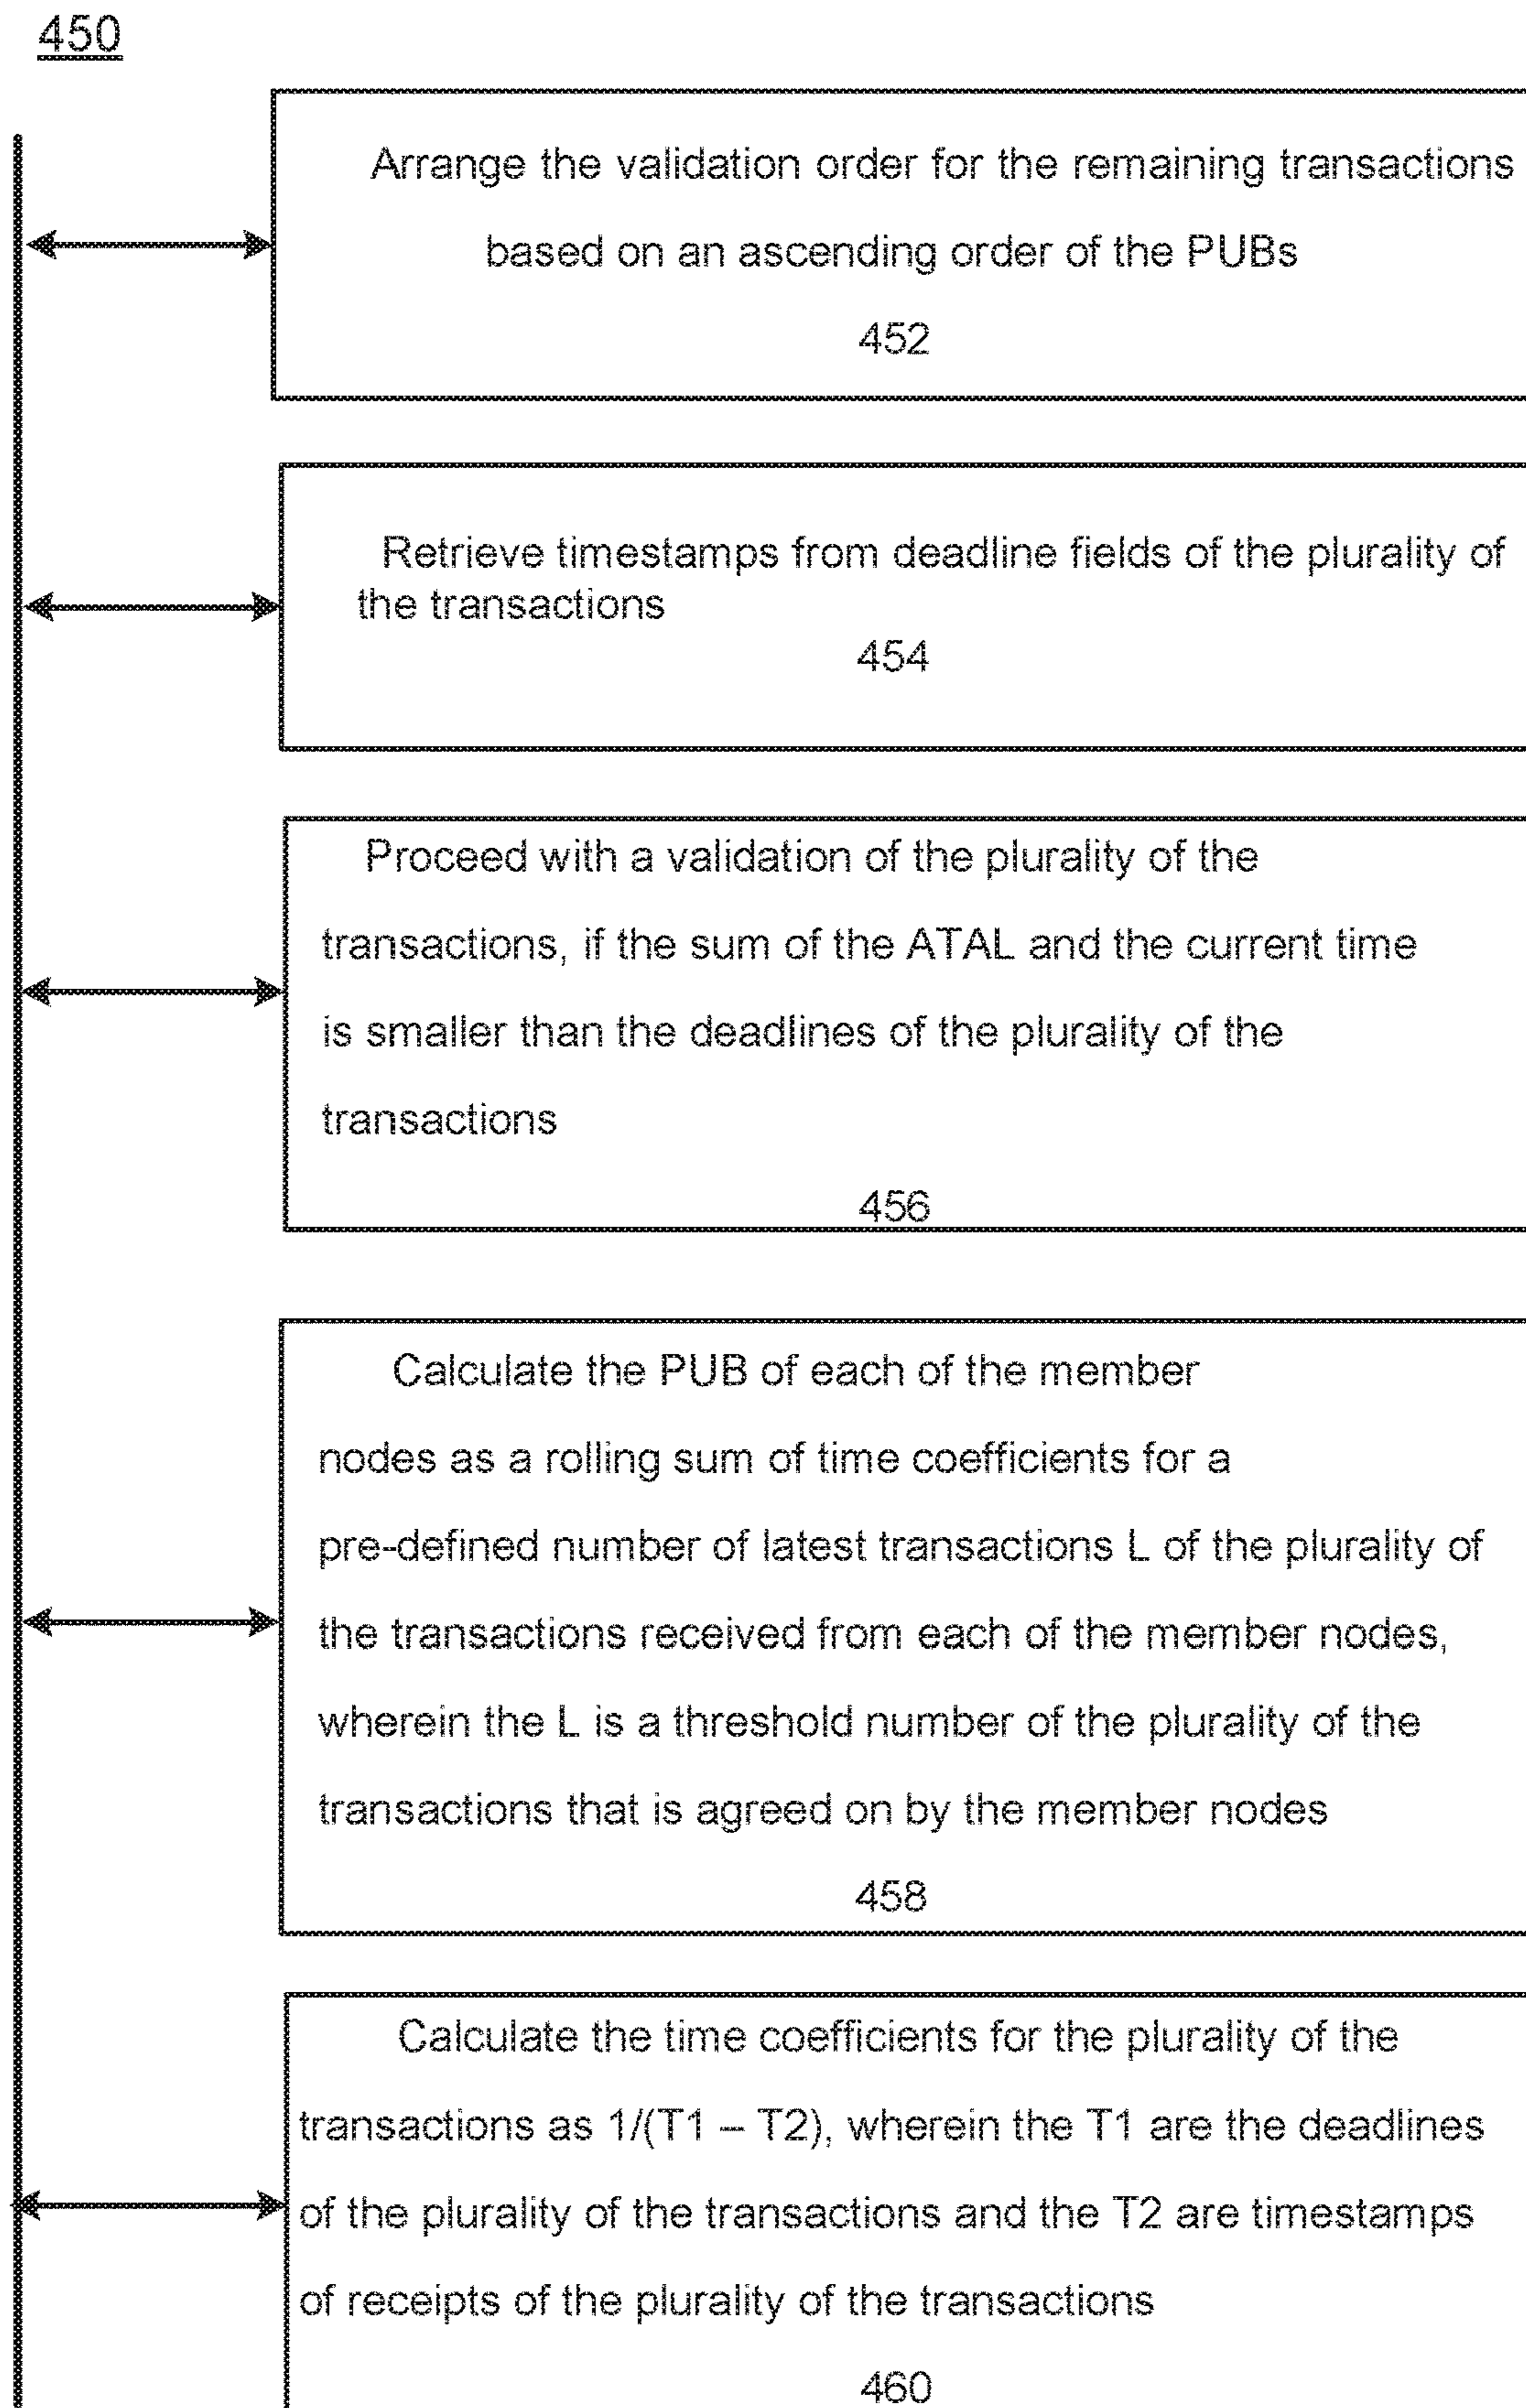 450
Arrange the validation order for the remaining transactions
based on an ascending order of the PUBs
452
Retrieve timestamps from deadline fields of the plurality of
the transactions
454
Proceed with a validation of the plurality of the
transactions, if the sum of the ATAL and the current time
is smaller than the deadlines of the plurality of the
transactions
456
Calculate the PUB of each of the member
nodes as a rolling sum of time coefficients for a
pre-defined number of latest transactions L of the plurality of
the transactions received from each of the member nodes,
wherein the L is a threshold number of the plurality of the
transactions that is agreed on by the member nodes
458
Calculate the time coefficients for the plurality of the
transactions as 1/(T1 – T2), wherein the T1 are the deadlines
of the plurality of the transactions and the T2 are timestamps
of receipts of the plurality of the transactions
460